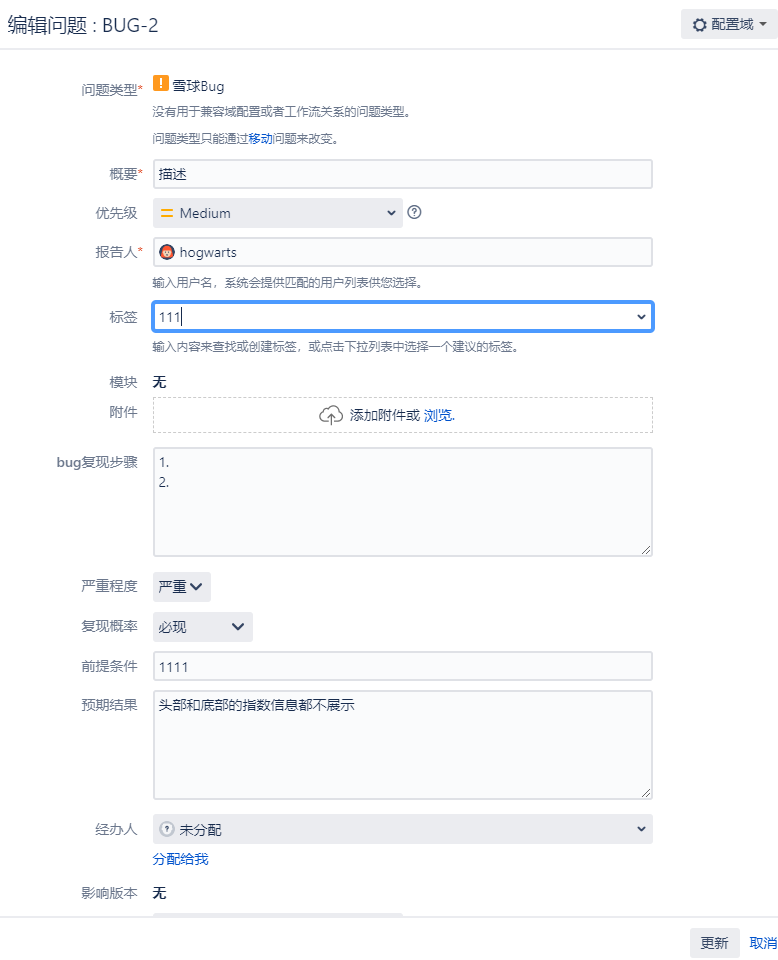 编辑问题 : BUG-2
配置域
问题类型* 雪球Bug
没有用于兼容域配置或者工作流关系的问题类型。
问题类型只能通过移动问题来改变。
概要* 描述
优先级 Medium
报告人* hogwarts
输入用户名，系统会提供匹配的用户列表供您选择。
标签 111
输入内容来查找或创建标签，或点击下拉列表中选择一个建议的标签。
模块 无
附件 添加附件或 浏览.
bug复现步骤 1.
2.
严重程度 严重
复现概率 必现
前提条件 1111
预期结果 头部和底部的指数信息都不展示
经办人 未分配
分配给我
影响版本 无
更新 取消